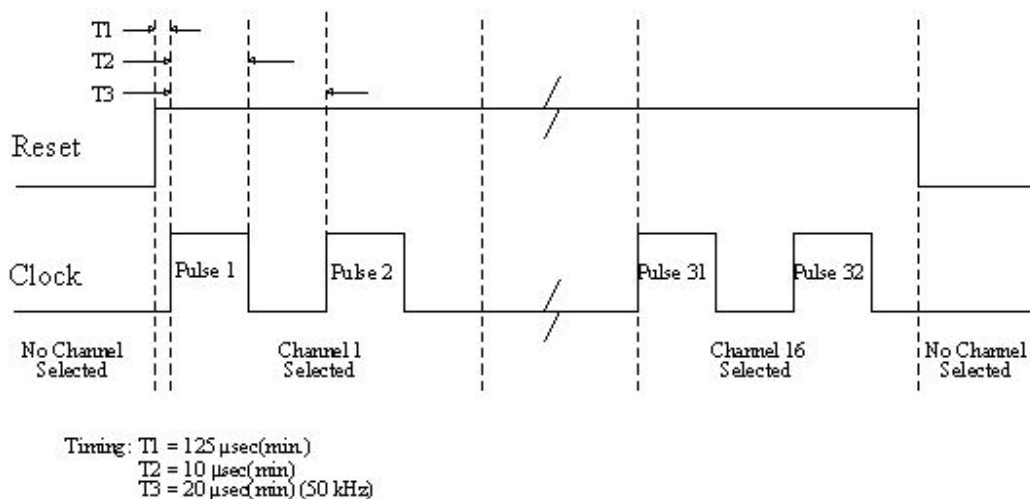 T1
T2
T3
Reset
Clock
Pulse 1
Pulse 2
Pulse 31
Pulse 32
No Channel
Selected
Channel 1
Selected
Channel 16
Selected
No Channel
Selected
Timing: T1 = 125 μsec(min.)
T2 = 10 μsec(min)
T3 = 20 μsec(min) (50 kHz)